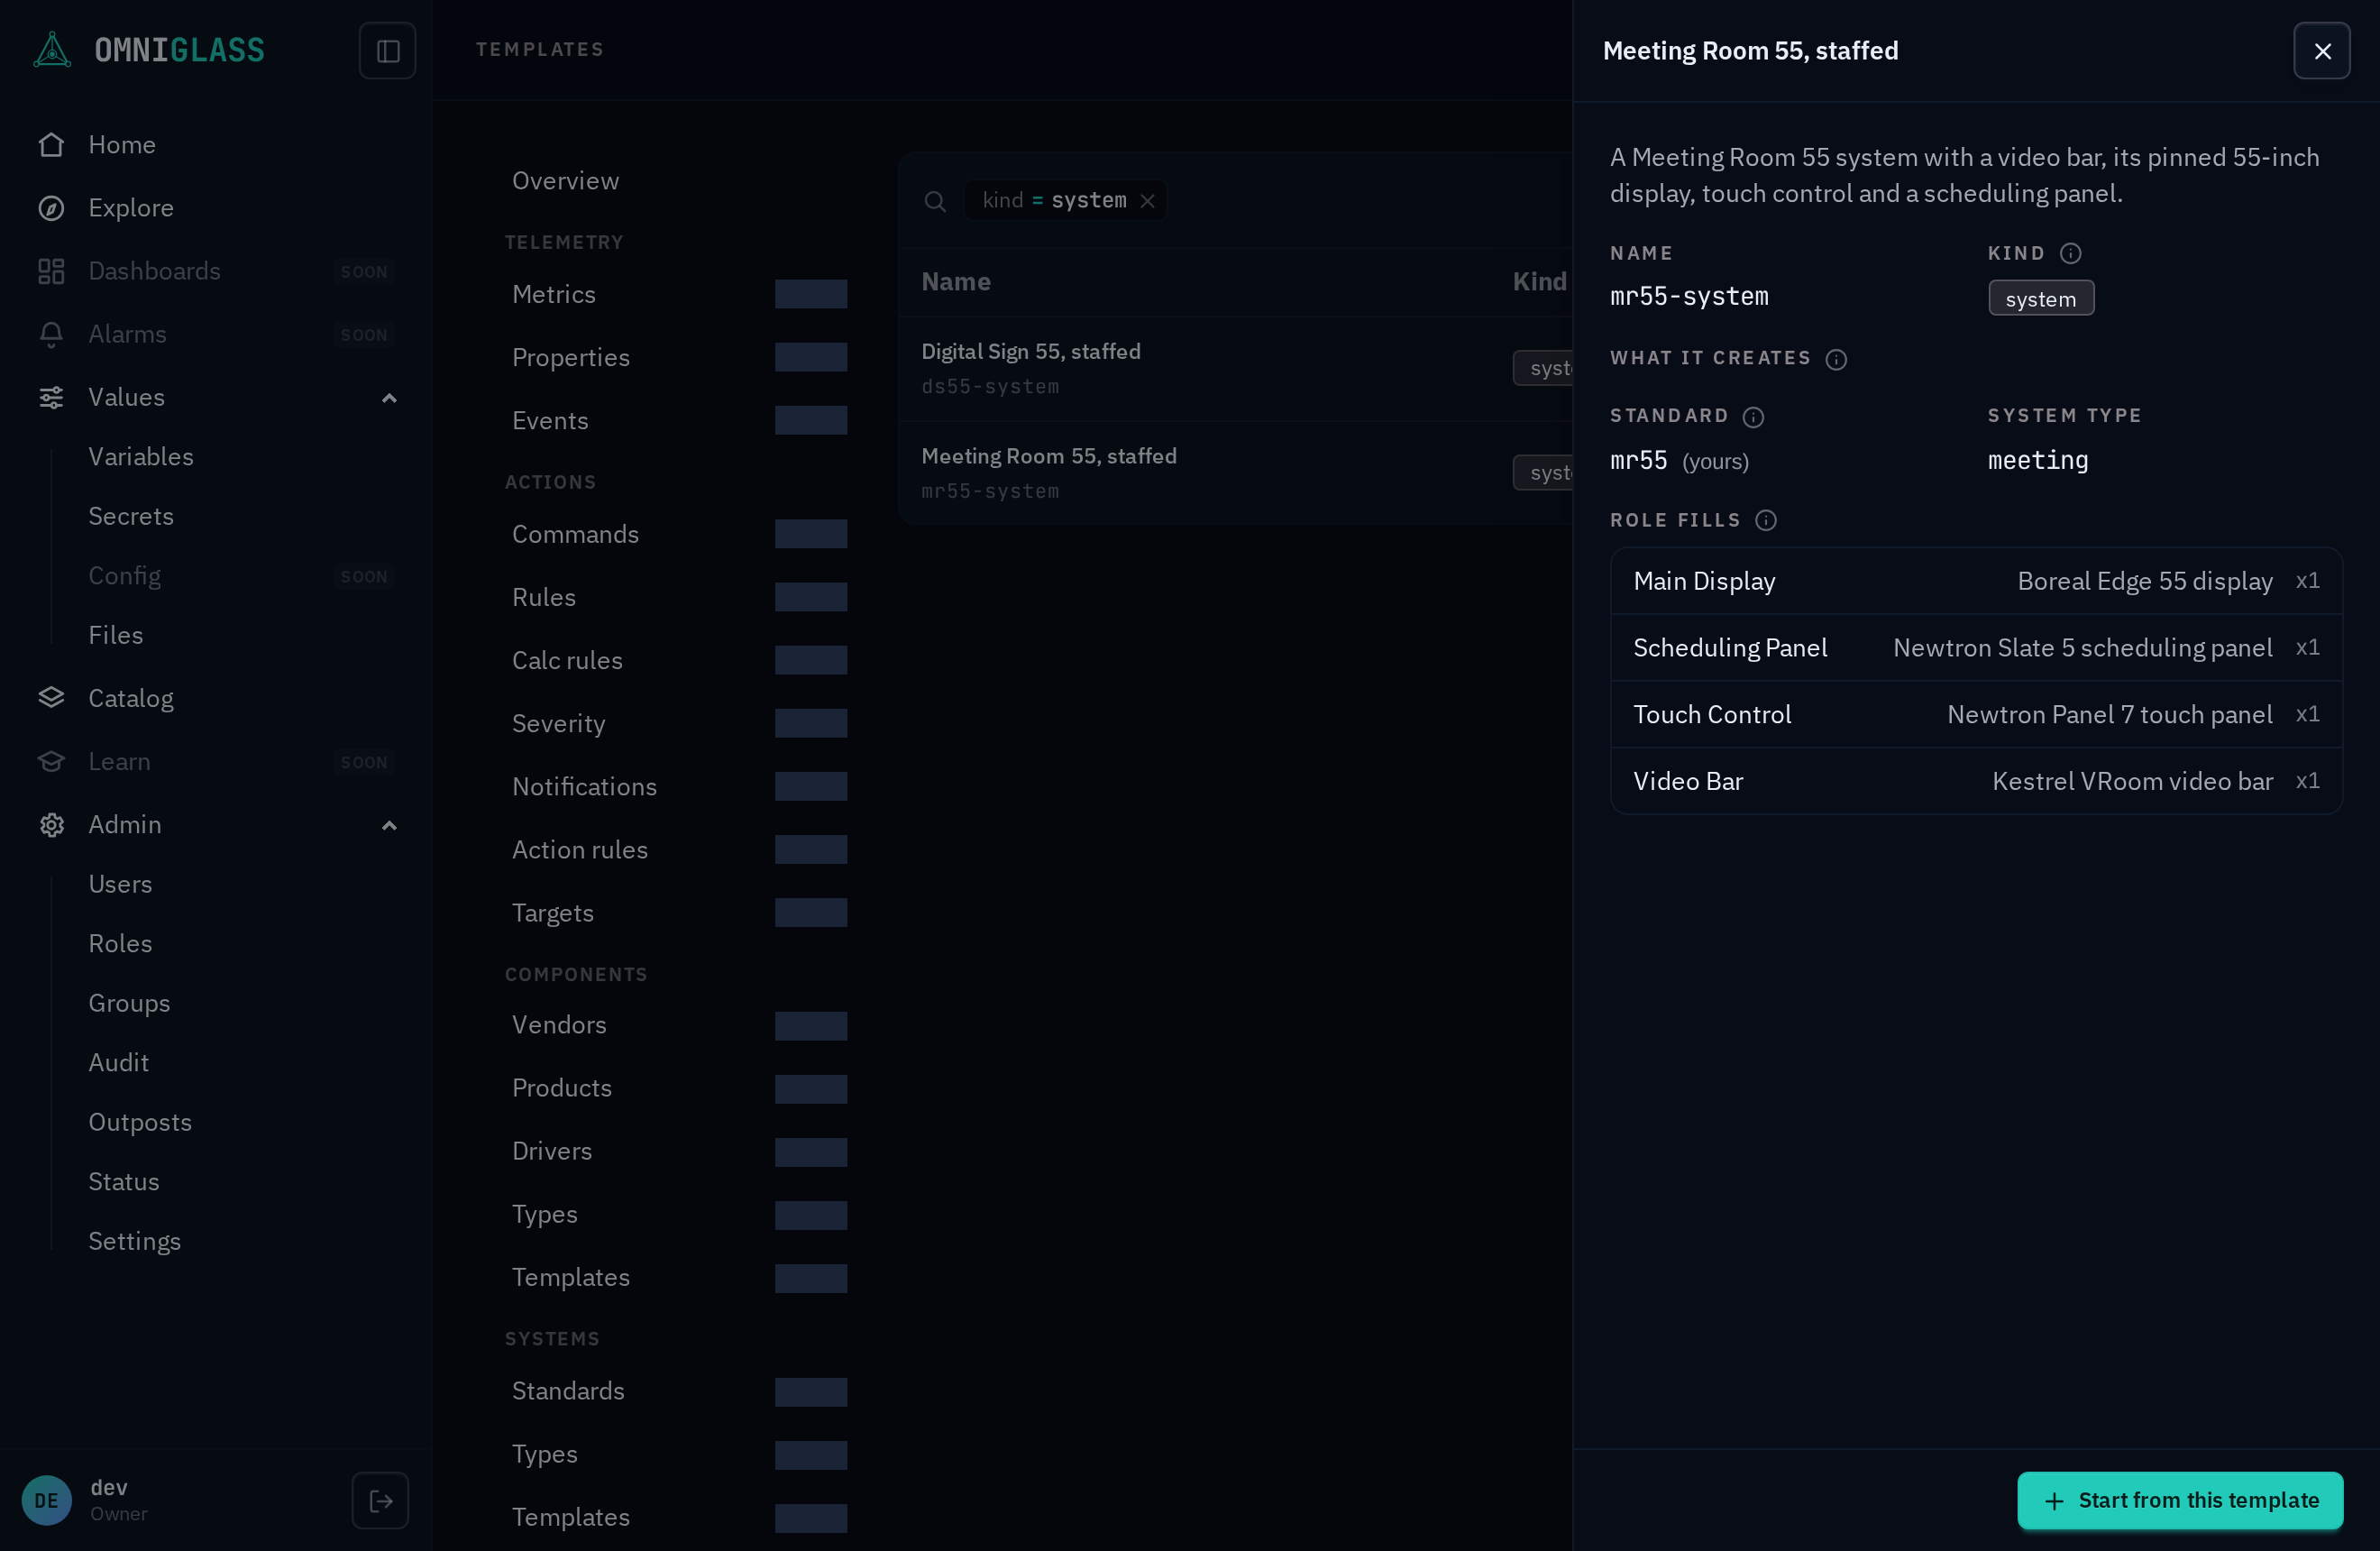 OMNIGLASS
Home
Explore
Dashboards SOON
Alarms SOON
Values
Variables
Secrets
Config SOON
Files
Catalog
Learn SOON
Admin
Users
Roles
Groups
Audit
Outposts
Status
Settings
DE dev
Owner
TEMPLATES
Overview
TELEMETRY
Metrics
Properties
Events
ACTIONS
Commands
Rules
Calc rules
Severity
Notifications
Action rules
Targets
COMPONENTS
Vendors
Products
Drivers
Types
Templates
SYSTEMS
Standards
Types
Templates
kind = system
Name Kind
Digital Sign 55, staffed
ds55-system
Meeting Room 55, staffed
mr55-system
Meeting Room 55, staffed
A Meeting Room 55 system with a video bar, its pinned 55-inch
display, touch control and a scheduling panel.
NAME KIND
mr55-system system
WHAT IT CREATES
STANDARD SYSTEM TYPE
mr55 (yours) meeting
ROLE FILLS
Main Display Boreal Edge 55 display x1
Scheduling Panel Newtron Slate 5 scheduling panel x1
Touch Control Newtron Panel 7 touch panel x1
Video Bar Kestrel VRoom video bar x1
Start from this template